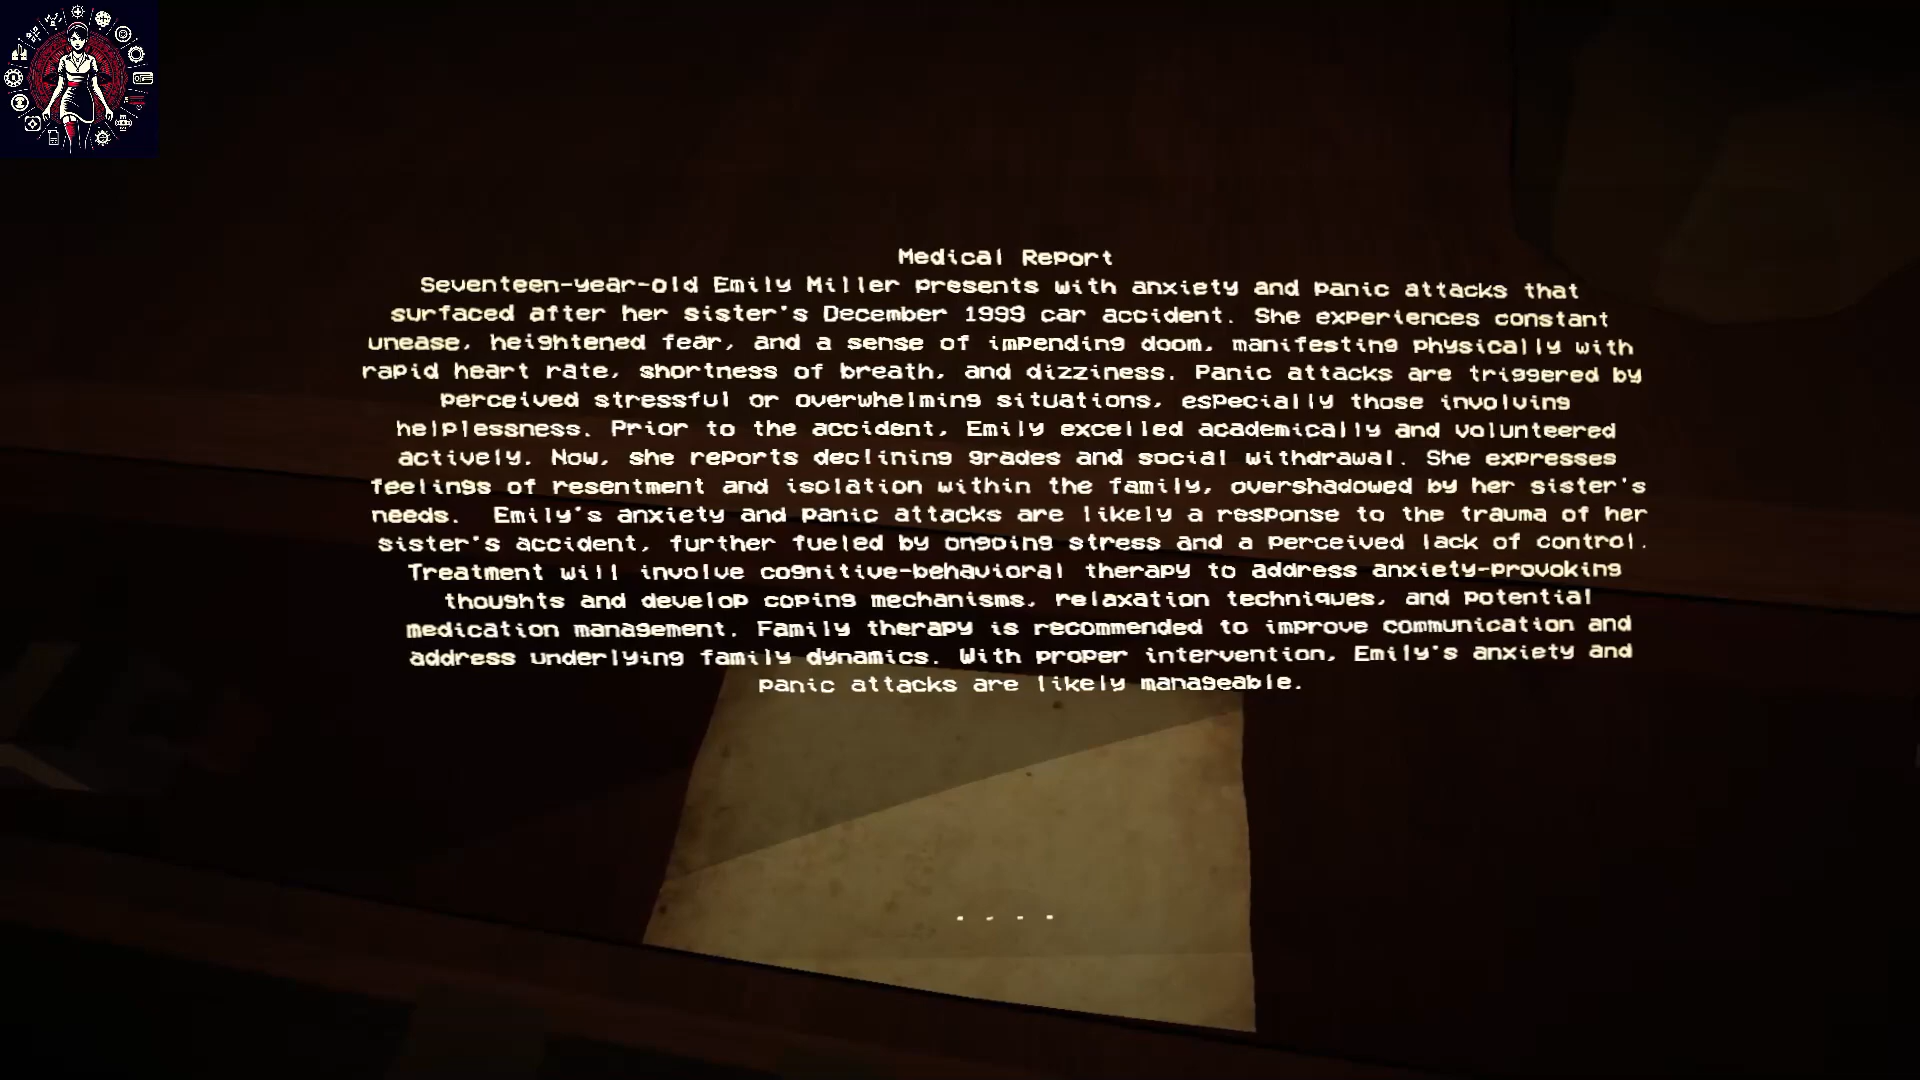 Medical Report
Seventeen-year-old Emily Miller presents with anxiety and panic attacks that
surfaced after her sister's December 1999 car accident. She experiences constant
unease, heightened fear, and a sense of impending doom, manifesting physically with
rapid heart rate, shortness of breath, and dizziness. Panic attacks are triggered by
perceived stressful or overwhelming situations, especially those involving
helplessness. Prior to the accident, Emily excelled academically and volunteered
actively. Now, she reports declining grades and social withdrawal. She expresses
feelings of resentment and isolation within the family, overshadowed by her sister's
needs.  Emily's anxiety and panic attacks are likely a response to the trauma of her
sister's accident, further fueled by ongoing stress and a perceived lack of control.
Treatment will involve cognitive-behavioral therapy to address anxiety-provoking
thoughts and develop coping mechanisms, relaxation techniques, and potential
medication management. Family therapy is recommended to improve communication and
address underlying family dynamics. With proper intervention, Emily's anxiety and
panic attacks are likely manageable.
. . . .